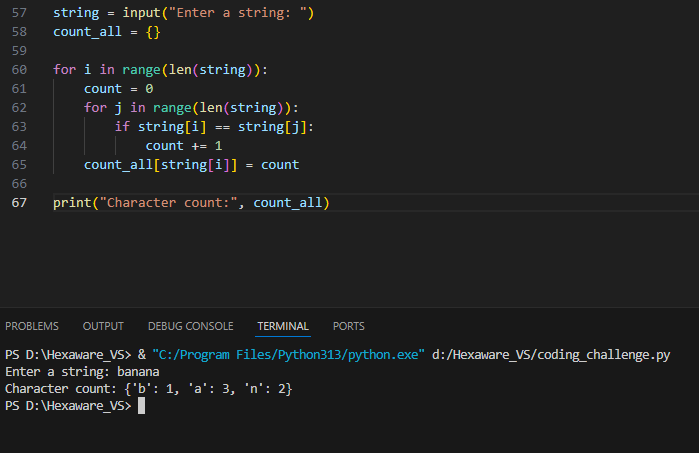 57 string = input("Enter a string: ")
58 count_all = {}
59
60 for i in range(len(string)):
61     count = 0
62     for j in range(len(string)):
63         if string[i] == string[j]:
64             count += 1
65     count_all[string[i]] = count
66
67 print("Character count:", count_all)
PROBLEMS OUTPUT DEBUG CONSOLE TERMINAL PORTS
PS D:\Hexaware_VS> & "C:/Program Files/Python313/python.exe" d:/Hexaware_VS/coding_challenge.py
Enter a string: banana
Character count: {'b': 1, 'a': 3, 'n': 2}
PS D:\Hexaware_VS>